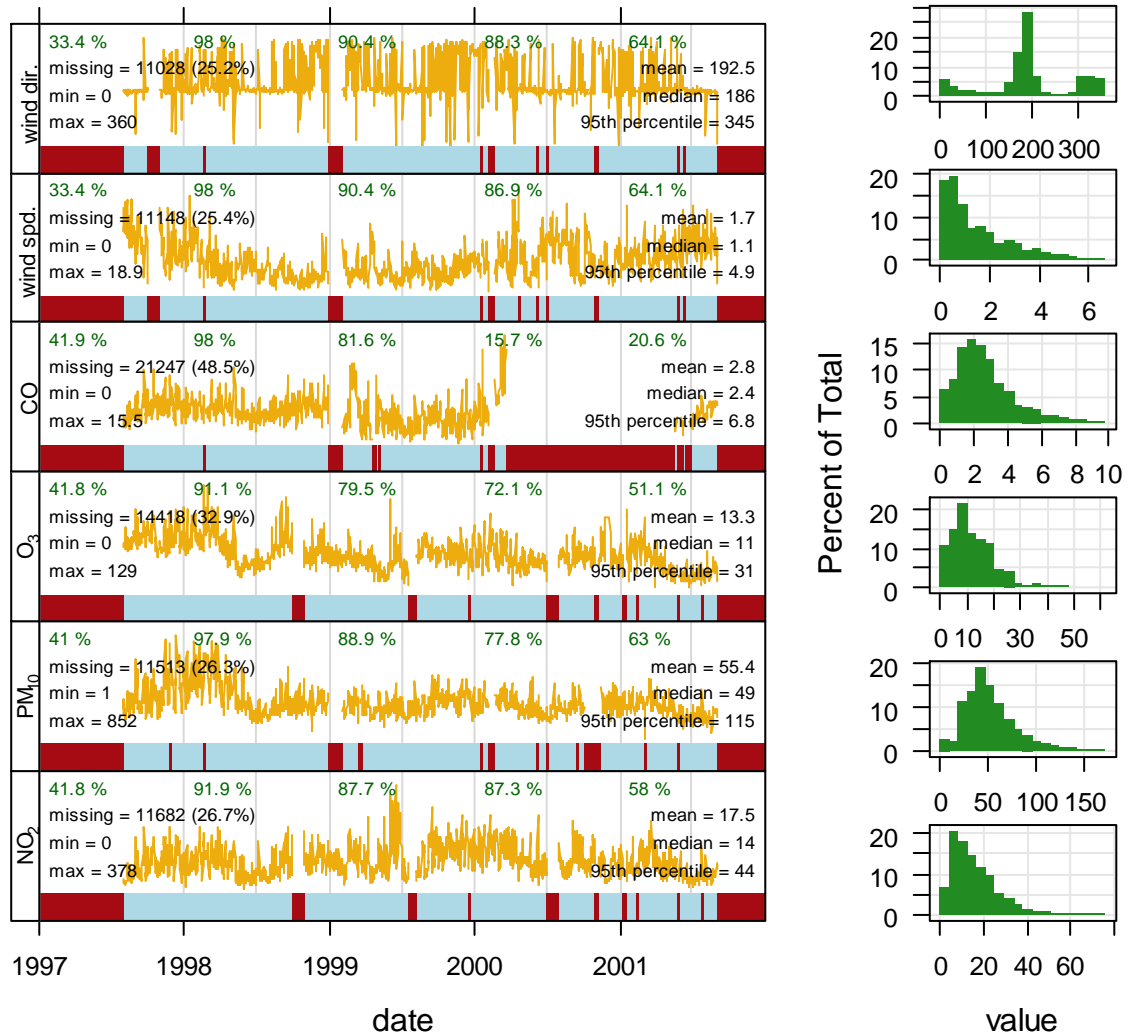 33.4 % 98 % 90.4 % 88.3 % 64.1 %
missing = 11028 (25.2%) mean = 192.5
min = 0 median = 186
max = 360 95th percentile = 345
wind dir.
33.4 % 98 % 90.4 % 86.9 % 64.1 %
missing = 11148 (25.4%) mean = 1.7
min = 0 median = 1.1
max = 18.9 95th percentile = 4.9
wind spd.
41.9 % 98 % 81.6 % 15.7 % 20.6 %
missing = 21247 (48.5%) mean = 2.8
min = 0 median = 2.4
max = 15.5 95th percentile = 6.8
CO
41.8 % 91.1 % 79.5 % 72.1 % 51.1 %
missing = 14418 (32.9%) mean = 13.3
min = 0 median = 11
max = 129 95th percentile = 31
O3
41 % 97.9 % 88.9 % 77.8 % 63 %
missing = 11513 (26.3%) mean = 55.4
min = 1 median = 49
max = 852 95th percentile = 115
PM10
41.8 % 91.9 % 87.7 % 87.3 % 58 %
missing = 11682 (26.7%) mean = 17.5
min = 0 median = 14
max = 378 95th percentile = 44
NO2
1997 1998 1999 2000 2001
date
Percent of Total
20
10
5
0
0 100 200 300
20
10
5
0
0 2 4 6
15
10
5
0
0 2 4 6 8 10
20
10
5
0
0 10 30 50
20
10
5
0
0 50 100 150
20
10
5
0
0 20 40 60
value